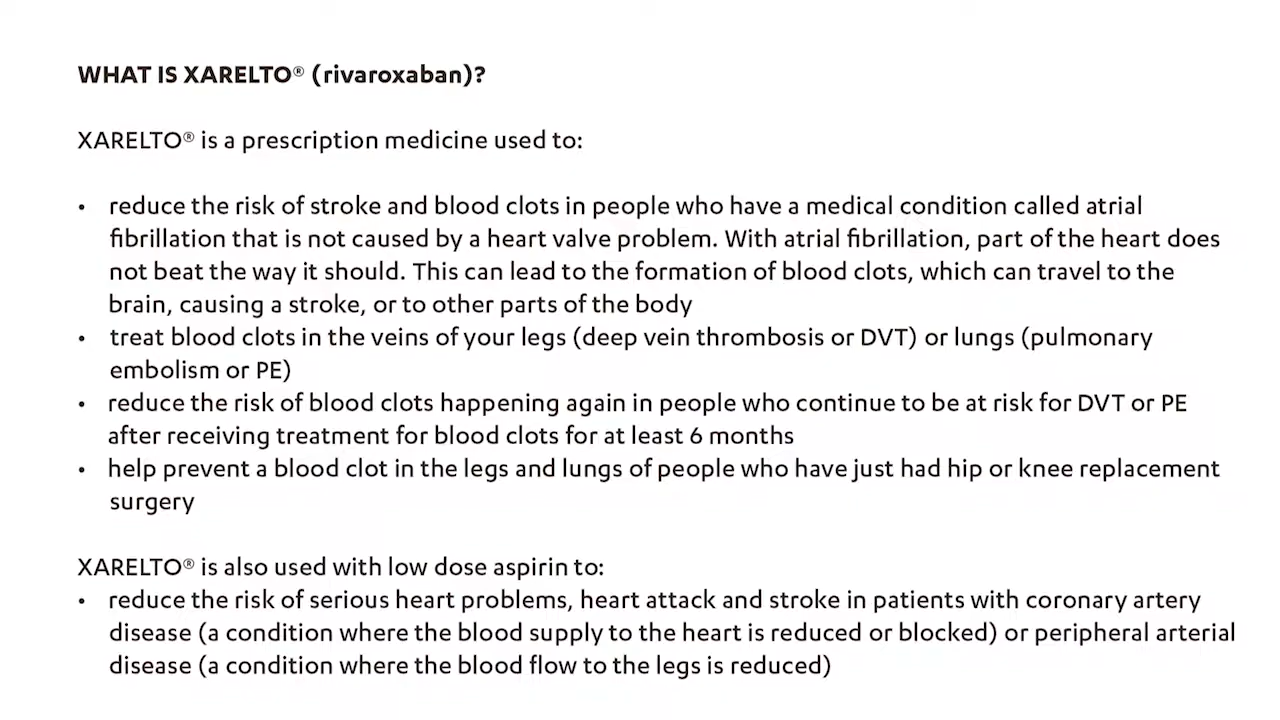 WHAT IS XARELTO® (rivaroxaban)?
XARELTO® is a prescription medicine used to:
• reduce the risk of stroke and blood clots in people who have a medical condition called atrial
fibrillation that is not caused by a heart valve problem. With atrial fibrillation, part of the heart does
not beat the way it should. This can lead to the formation of blood clots, which can travel to the
brain, causing a stroke, or to other parts of the body
• treat blood clots in the veins of your legs (deep vein thrombosis or DVT) or lungs (pulmonary
embolism or PE)
• reduce the risk of blood clots happening again in people who continue to be at risk for DVT or PE
after receiving treatment for blood clots for at least 6 months
• help prevent a blood clot in the legs and lungs of people who have just had hip or knee replacement
surgery
XARELTO® is also used with low dose aspirin to:
• reduce the risk of serious heart problems, heart attack and stroke in patients with coronary artery
disease (a condition where the blood supply to the heart is reduced or blocked) or peripheral arterial
disease (a condition where the blood flow to the legs is reduced)